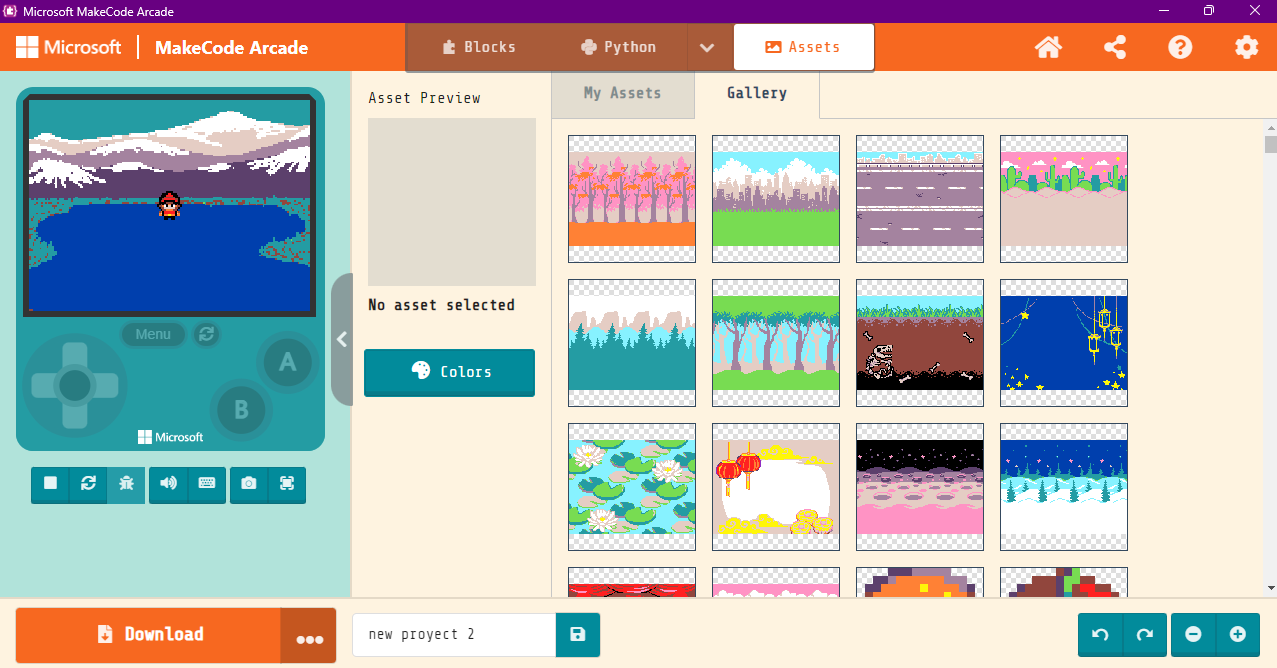 Microsoft MakeCode Arcade
Microsoft
MakeCode Arcade
Blocks
Python
Assets
Asset Preview
My Assets
Gallery
No asset selected
Menu
A
B
Colors
Microsoft
Download
new proyect 2